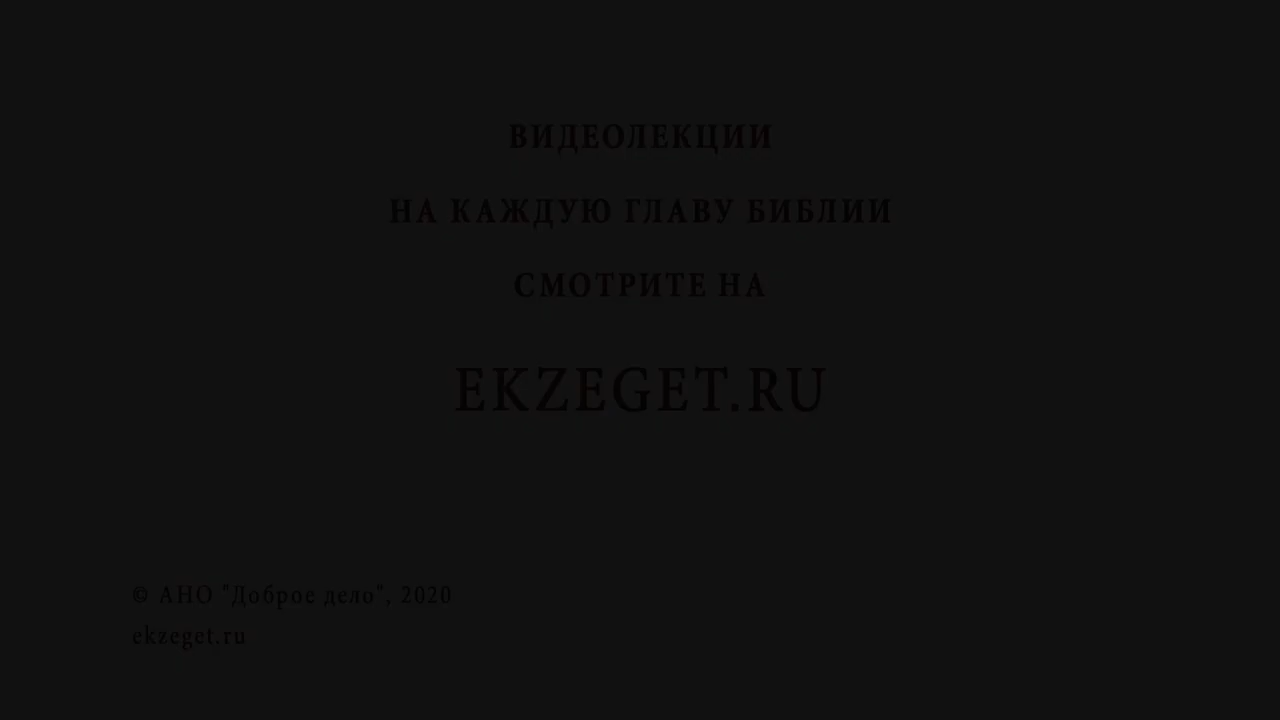 ВИДЕОЛЕКЦИИ
НА КАЖДУЮ ГЛАВУ БИБЛИИ
СМОТРИТЕ НА
EKZEGET.RU
© АНО "Доброе дело", 2020
ekzeget.ru